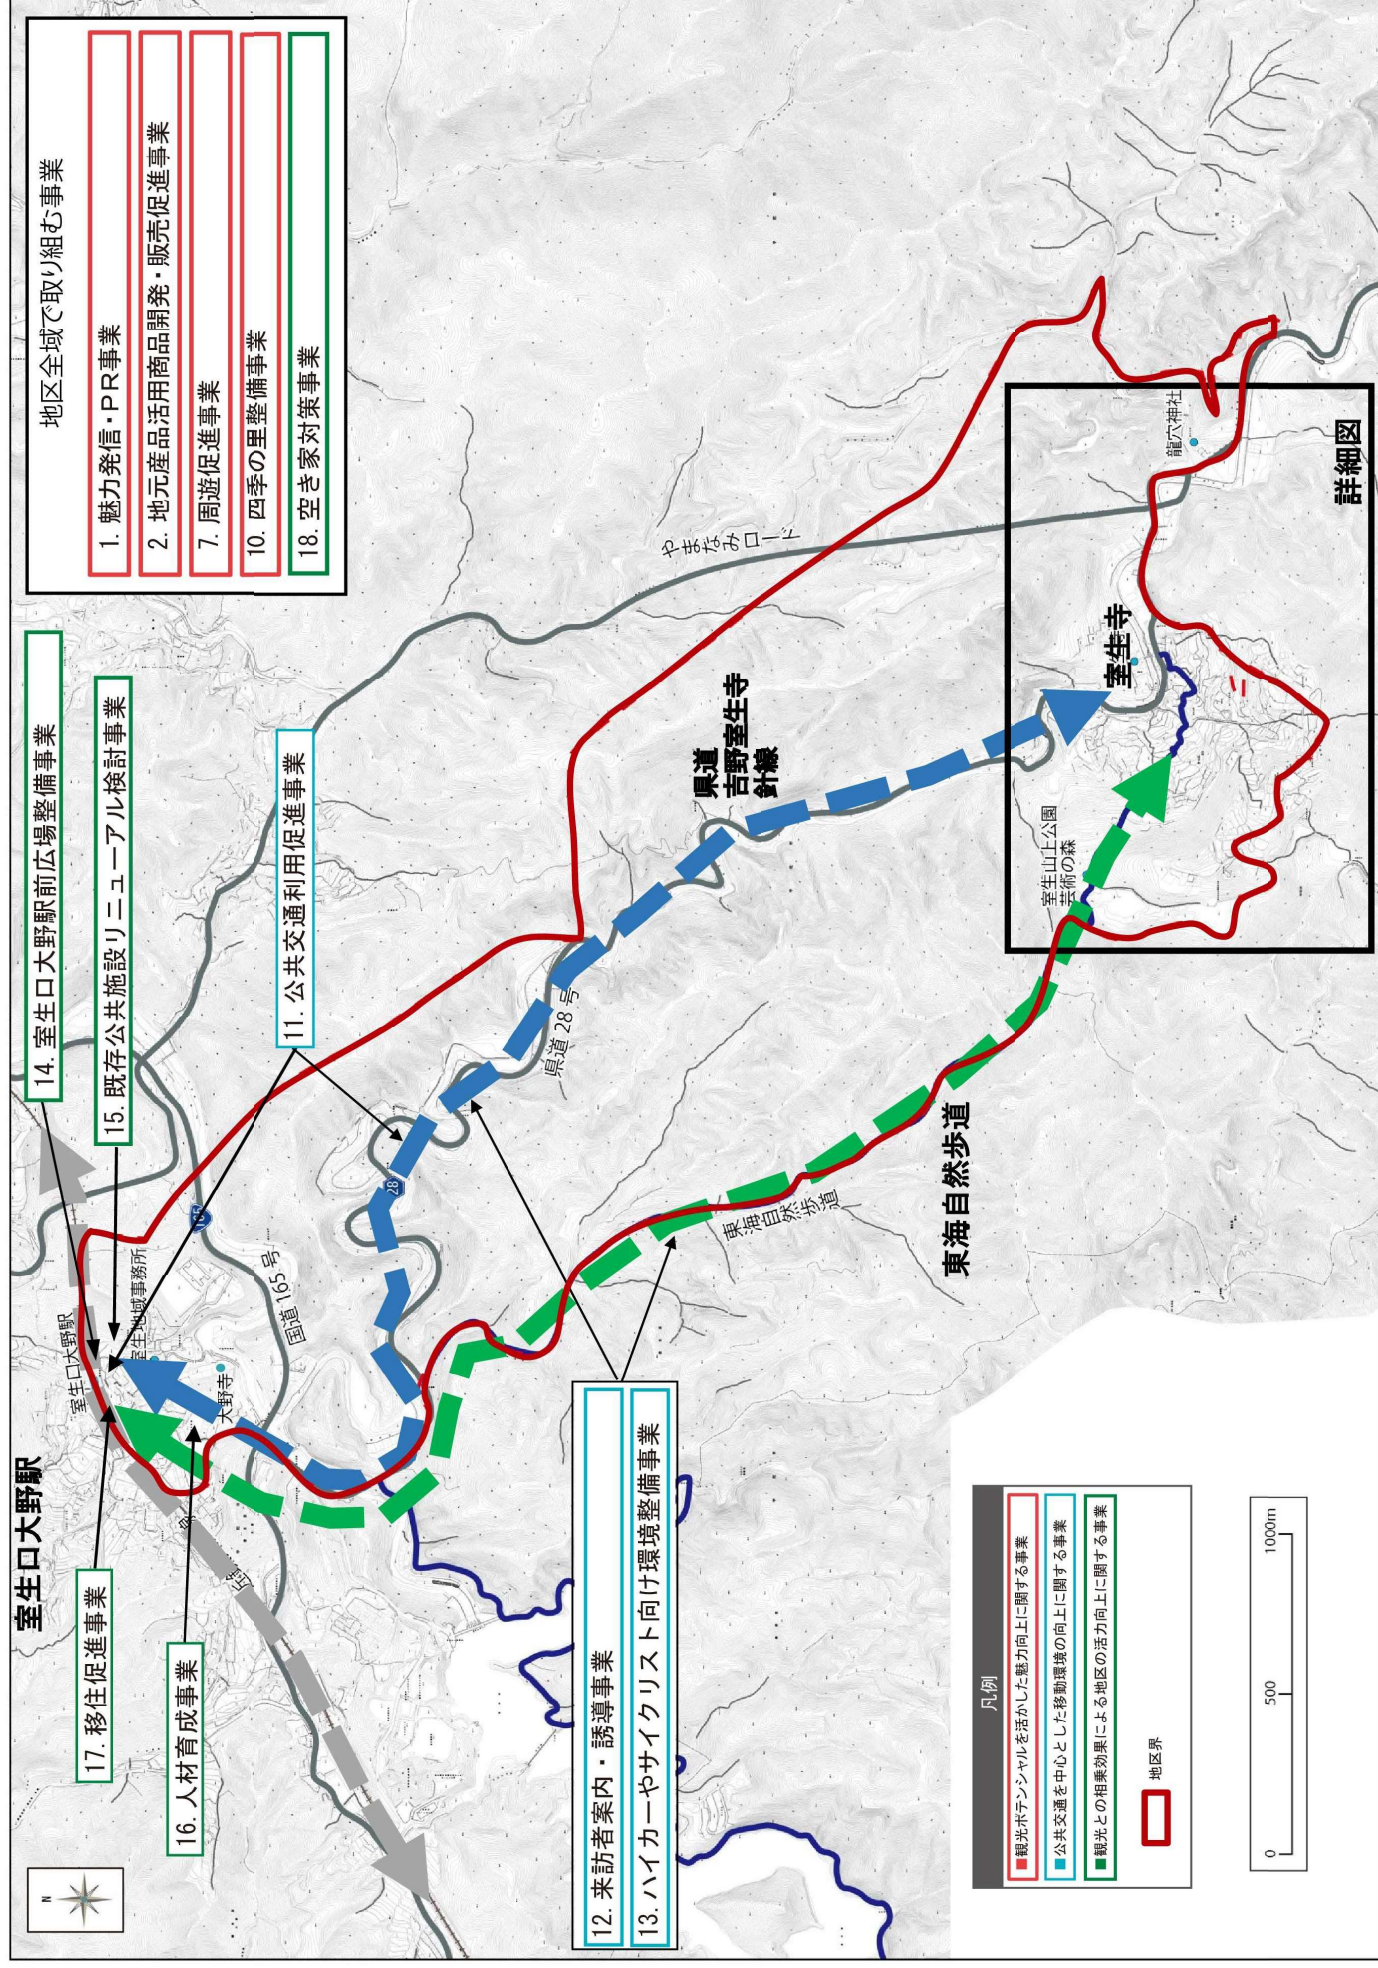 地区全域で取り組む事業
1. 魅力発信・PR事業
2. 地元産品活用商品開発・販売促進事業
7. 周遊促進事業
10. 四季の里整備事業
18. 空き家対策事業
14. 室生口大野駅前広場整備事業
15. 既存公共施設リニューアル検討事業
11. 公共交通利用促進事業
17. 移住促進事業
16. 人材育成事業
12. 来訪者案内・誘導事業
13. ハイカーやサイクリスト向け環境整備事業
室生口大野駅
室生口大野駅
室生地域事務所
大野寺
国道 165 号
165
28
県道 28 号
県道
吉野室生寺
針線
やまなみロード
東海自然歩道
東海自然歩道
室生山上公園
芸術の森
室生寺
龍穴神社
詳細図
N
凡例
観光ポテンシャルを活かした魅力向上に関する事業
公共交通を中心とした移動環境の向上に関する事業
観光との相乗効果による地区の活力向上に関する事業
地区界
0
500
1000m